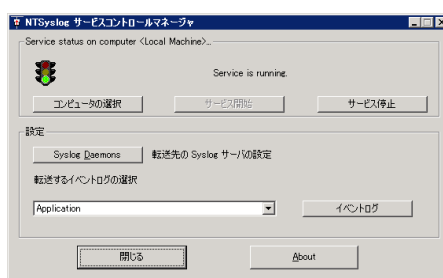 NTSyslog サービスコントロールマネージャ
Service status on computer <Local Machine>...
Service is running.
コンピュータの選択 サービス開始 サービス停止
設定
Syslog Daemons 転送先の Syslog サーバの設定
転送するイベントログの選択
Application イベントログ
閉じる About